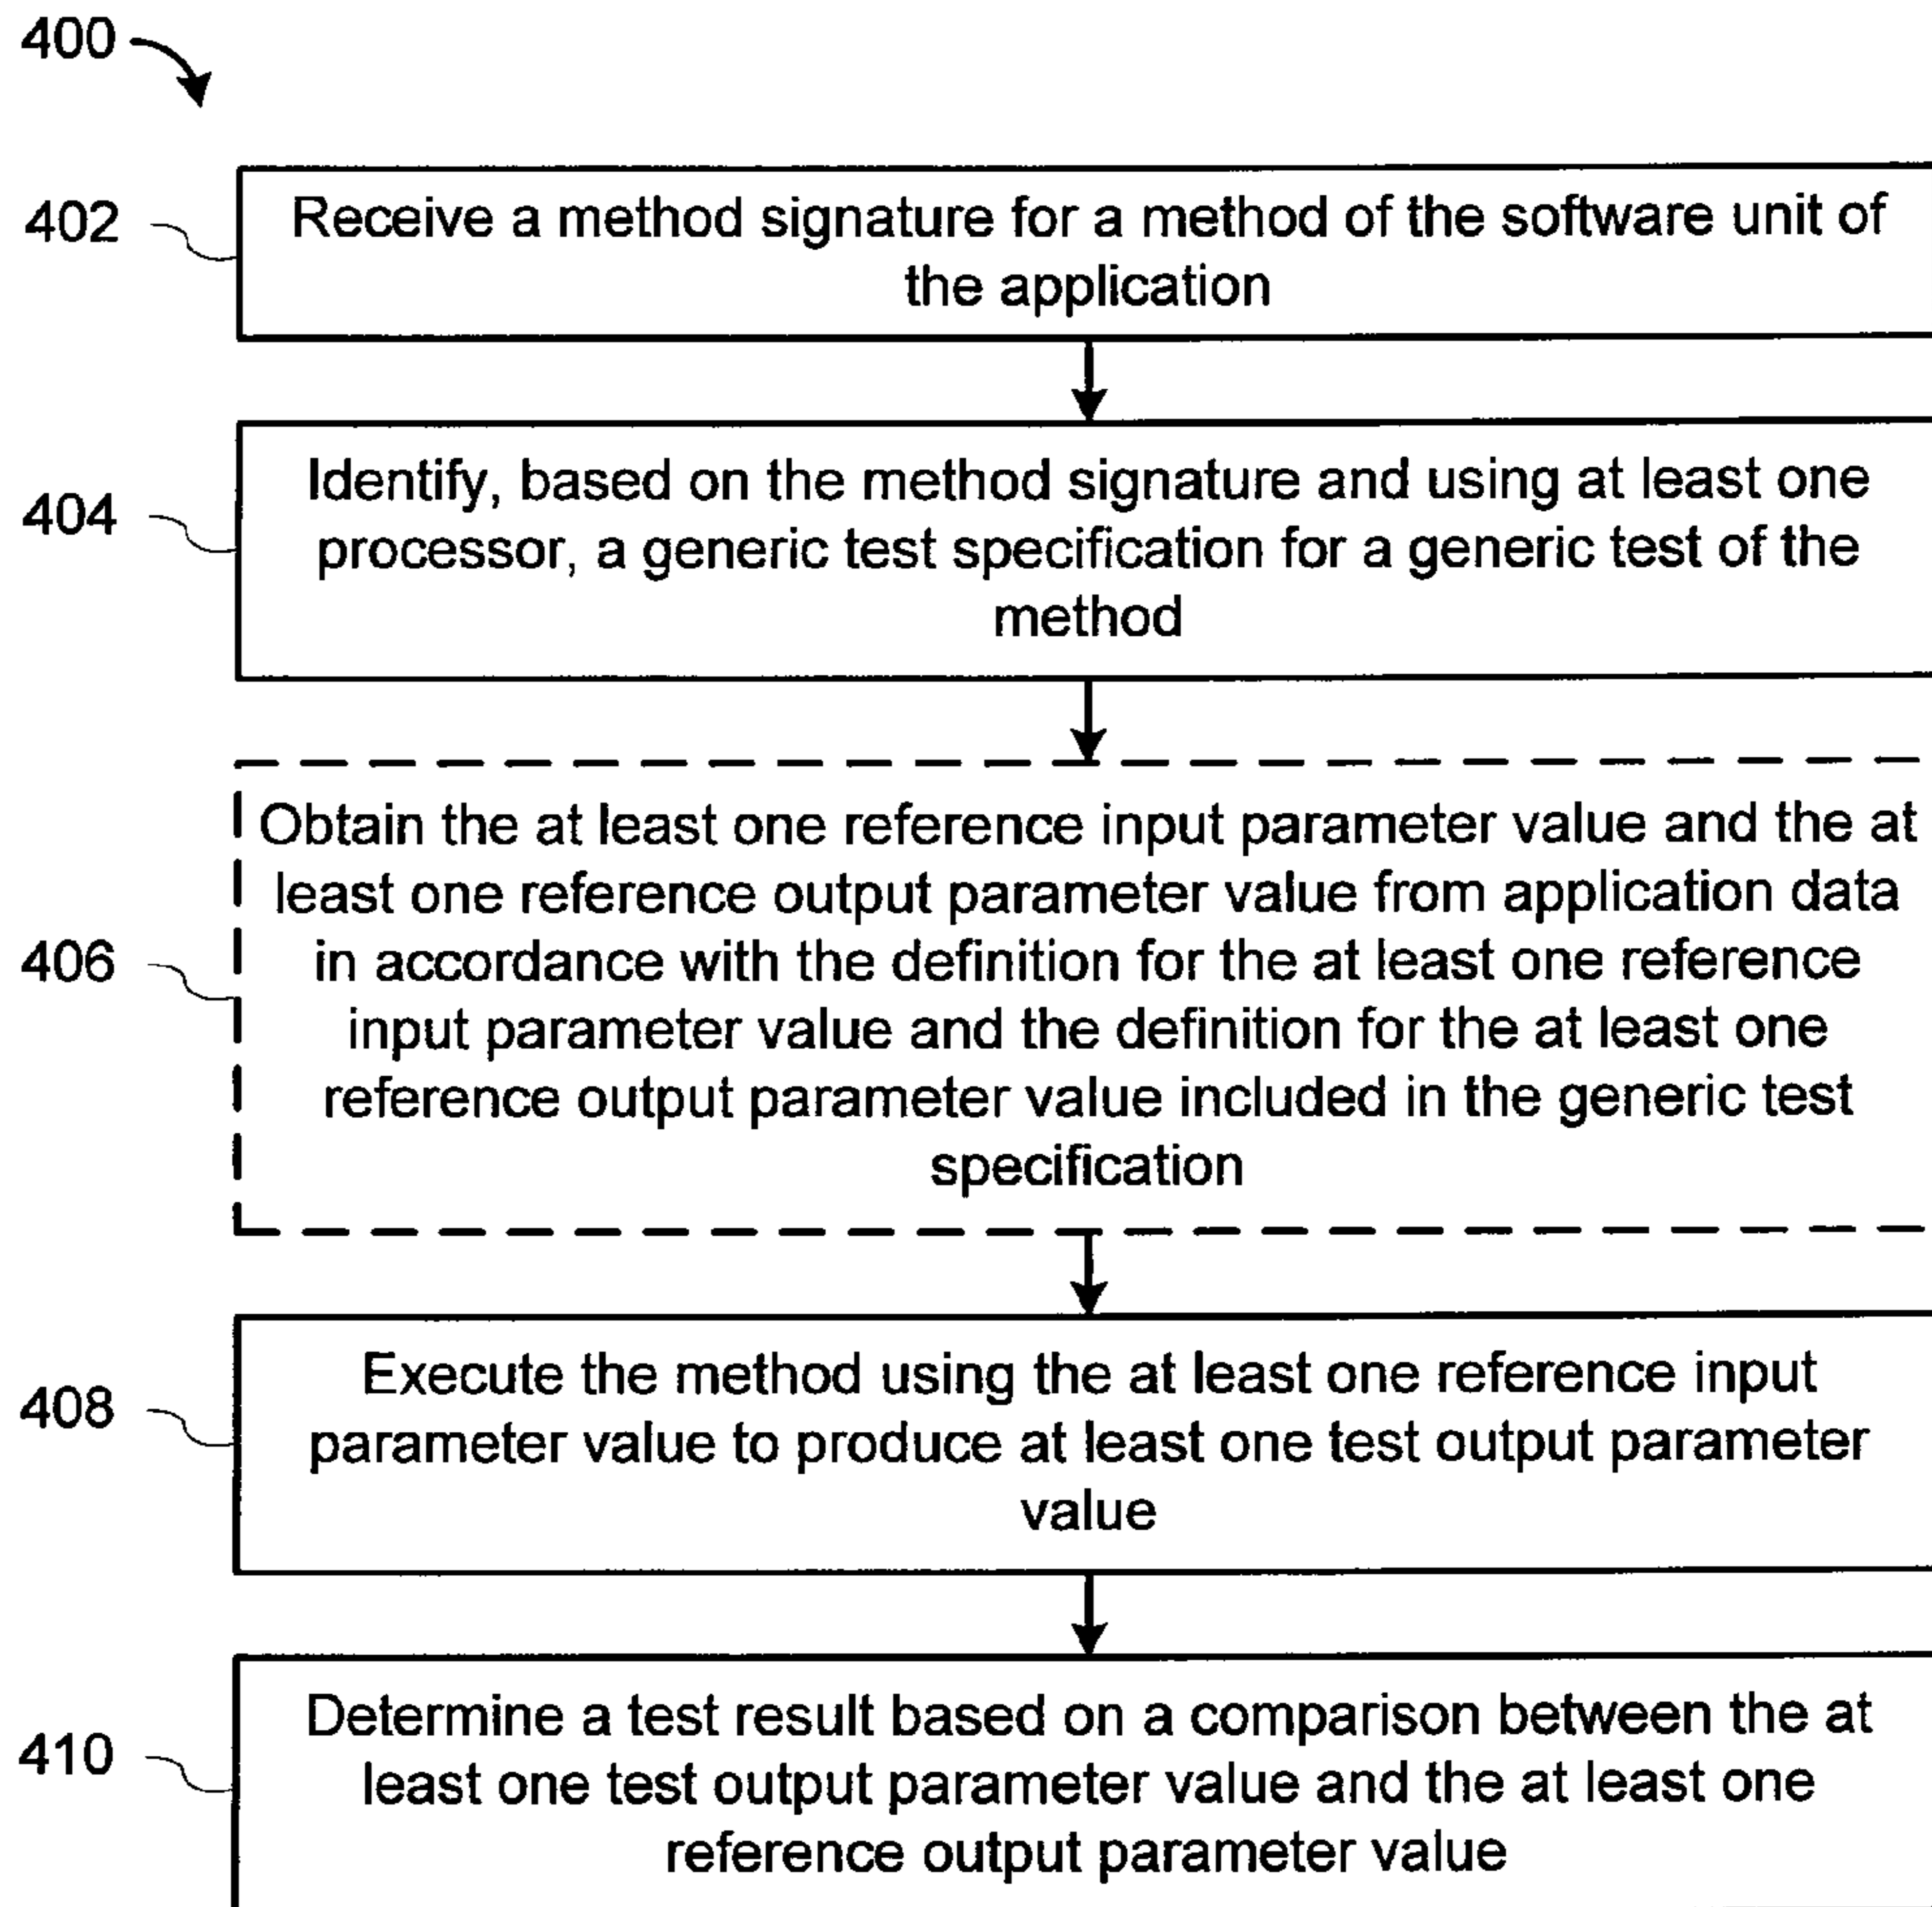 400
402
Receive a method signature for a method of the software unit of
the application
404
Identify, based on the method signature and using at least one
processor, a generic test specification for a generic test of the
method
406
Obtain the at least one reference input parameter value and the at
least one reference output parameter value from application data
in accordance with the definition for the at least one reference
input parameter value and the definition for the at least one
reference output parameter value included in the generic test
specification
408
Execute the method using the at least one reference input
parameter value to produce at least one test output parameter
value
410
Determine a test result based on a comparison between the at
least one test output parameter value and the at least one
reference output parameter value